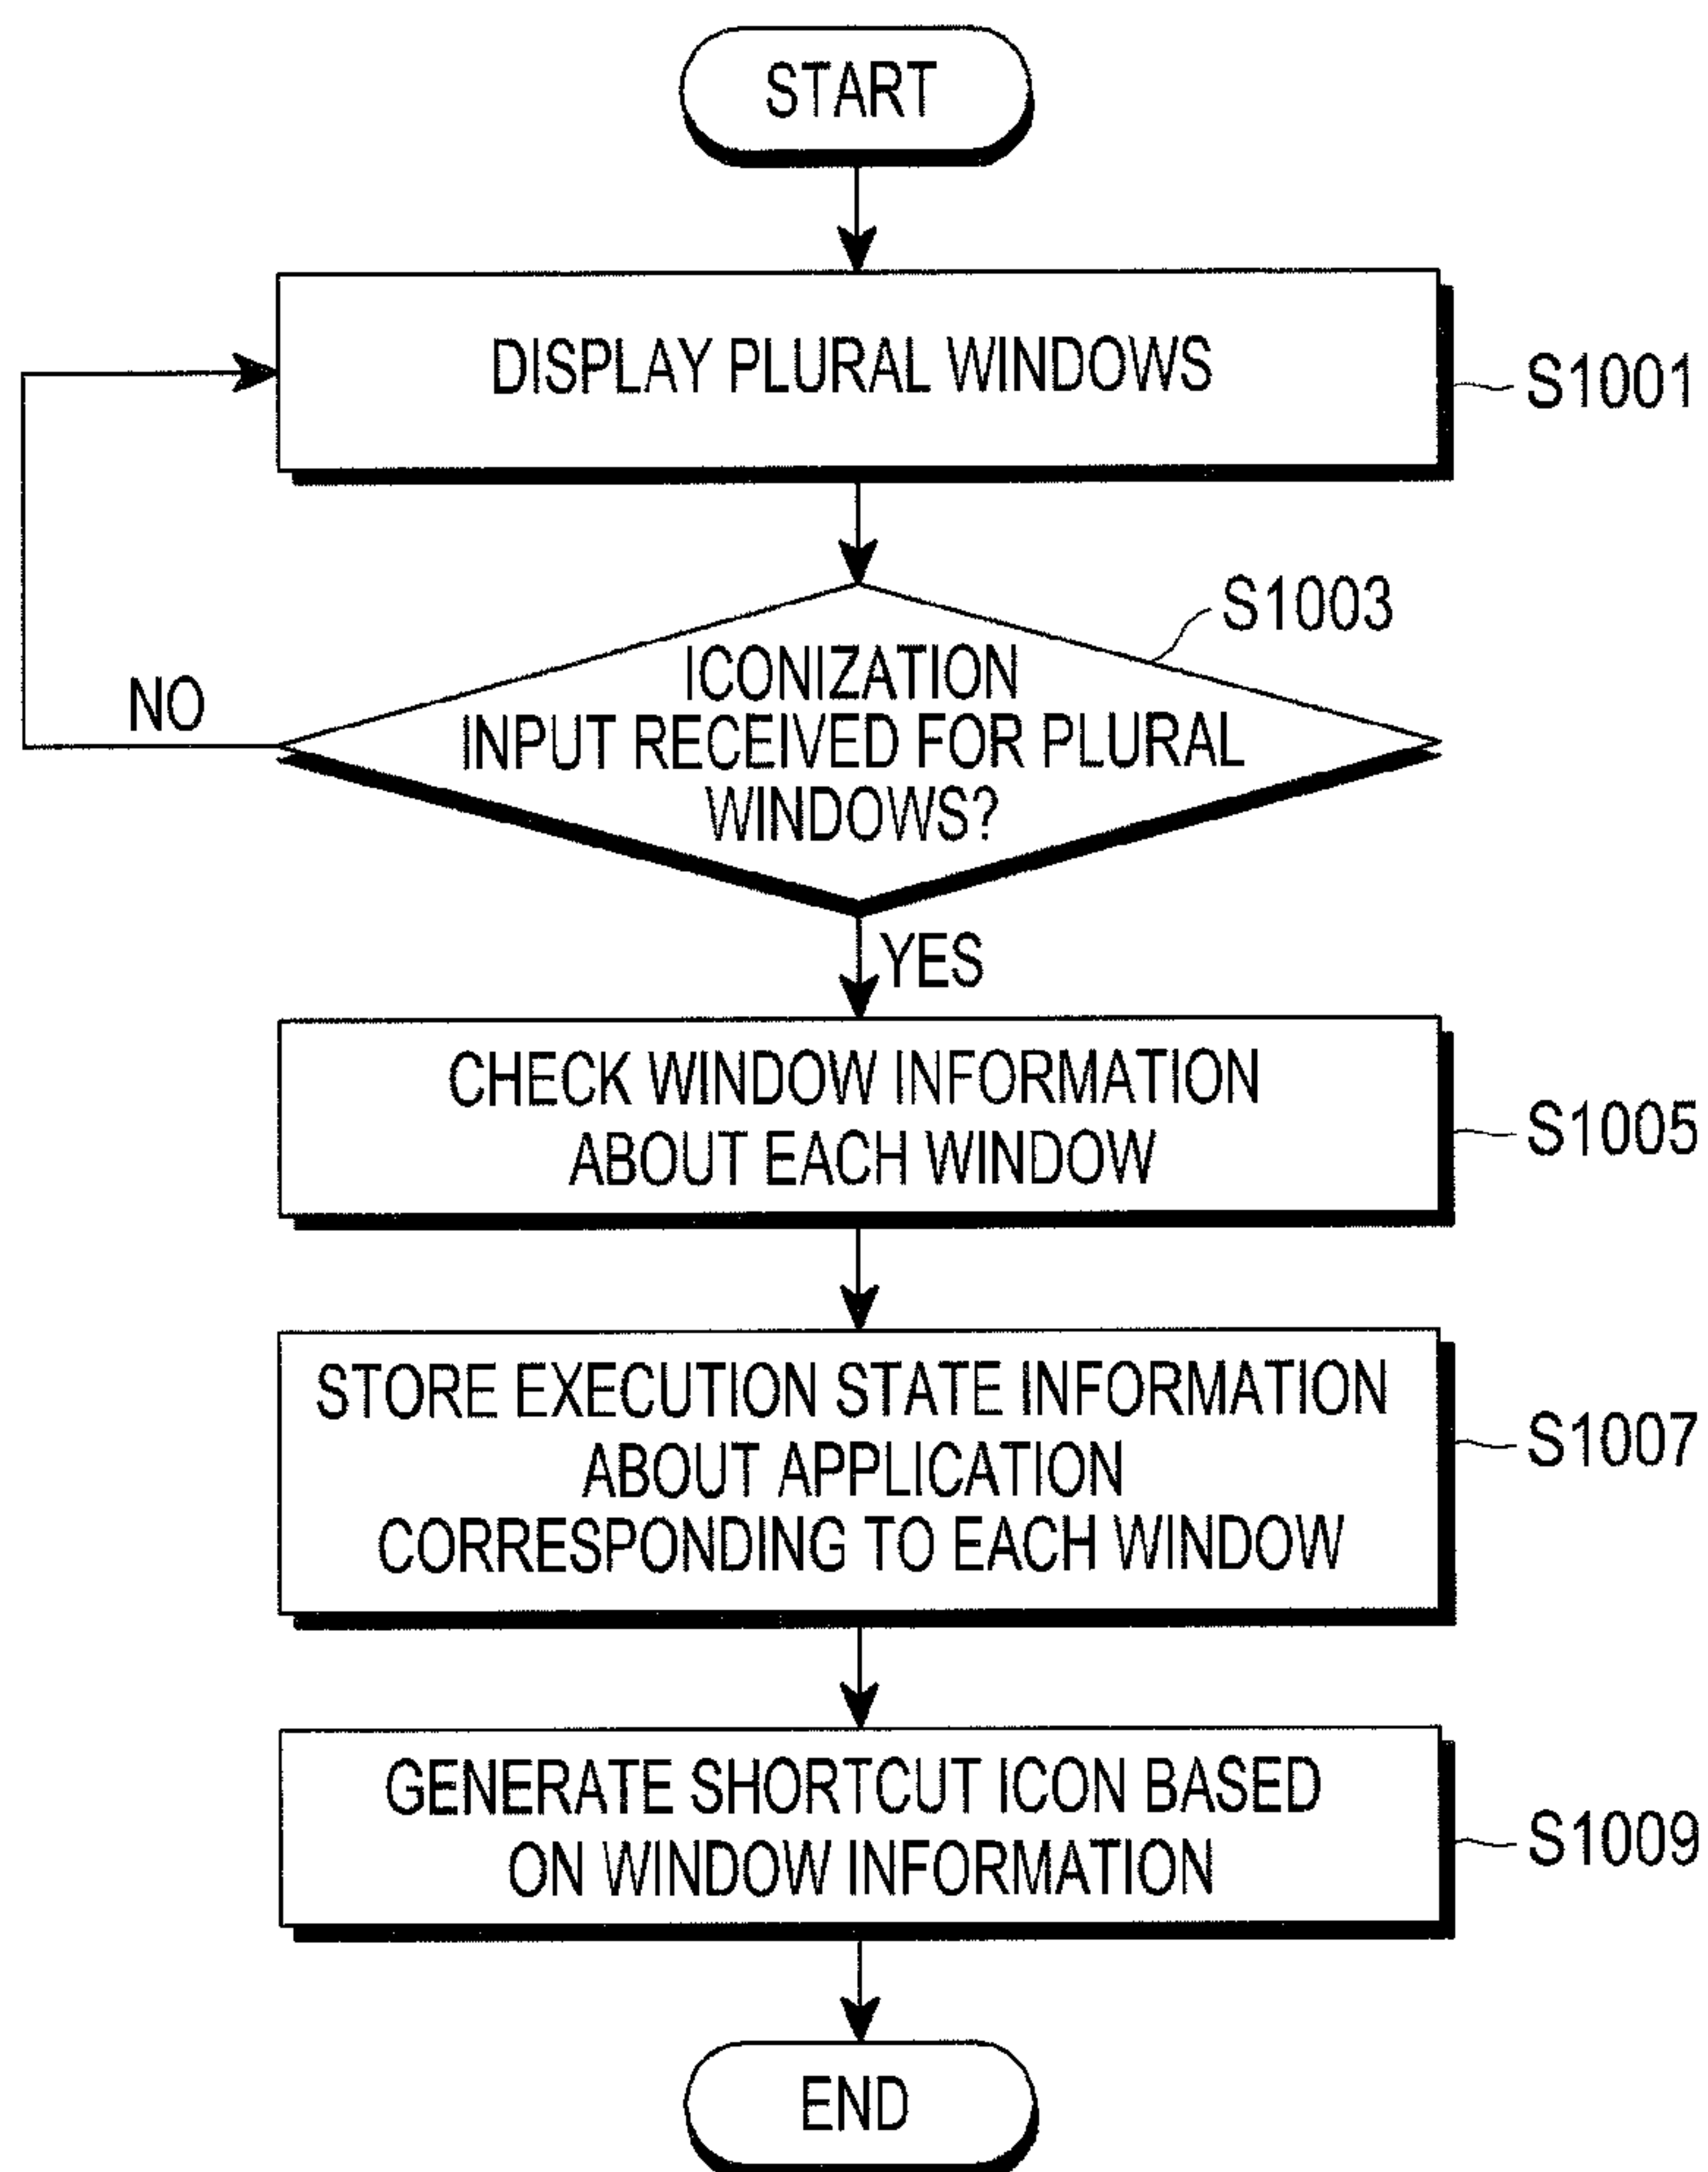 START
DISPLAY PLURAL WINDOWS
S1001
S1003
ICONIZATION
INPUT RECEIVED FOR PLURAL
WINDOWS?
NO
YES
CHECK WINDOW INFORMATION
ABOUT EACH WINDOW
S1005
STORE EXECUTION STATE INFORMATION
ABOUT APPLICATION
CORRESPONDING TO EACH WINDOW
S1007
GENERATE SHORTCUT ICON BASED
ON WINDOW INFORMATION
S1009
END